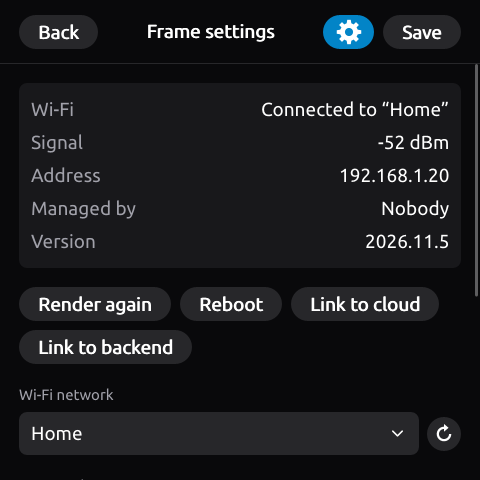 Back
Frame settings
Save
Wi-Fi
Connected to “Home”
Signal
-52 dBm
Address
192.168.1.20
Managed by
Nobody
Version
2026.11.5
Render again
Reboot
Link to cloud
Link to backend
Wi-Fi network
Home